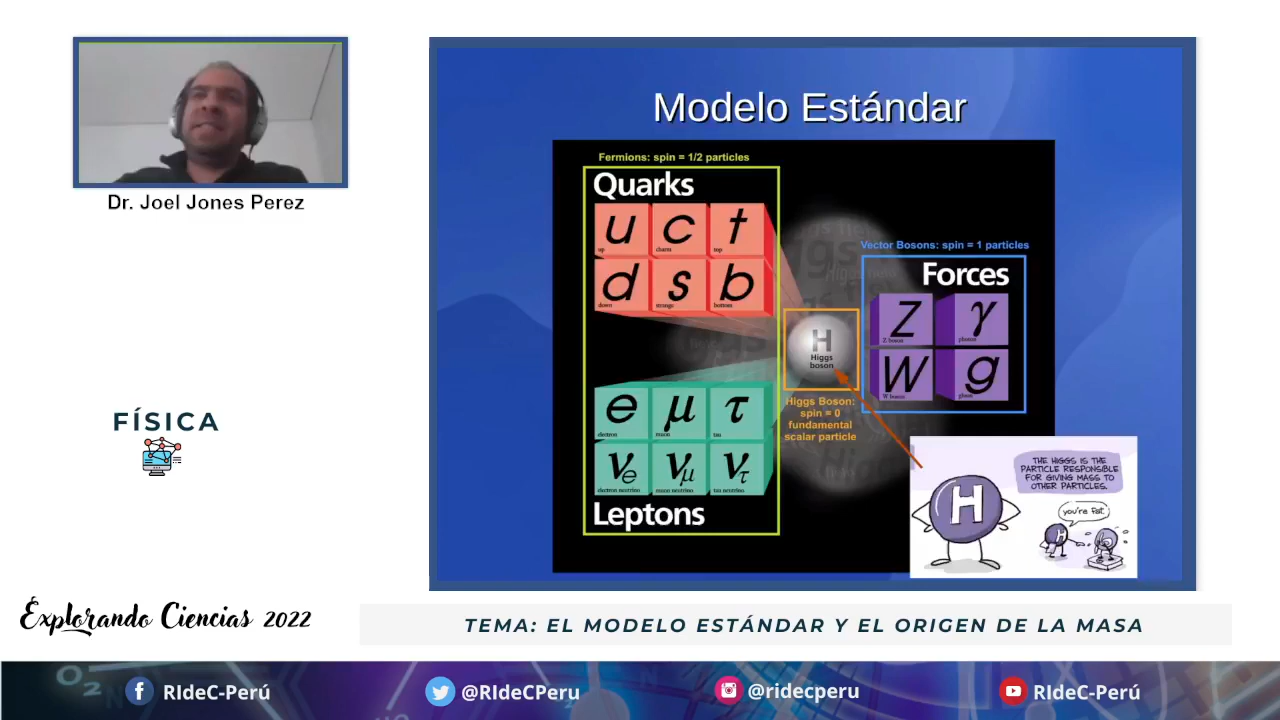 Dr. Joel Jones Perez
FÍSICA
Explorando Ciencias 2022
Modelo Estándar
Fermions: spin = 1/2 particles
Quarks
u c t
up charm top
d s b
down strange bottom
e μ τ
electron muon tau
νe νμ ντ
electron neutrino muon neutrino tau neutrino
Leptons
H
Higgs
boson
Higgs Boson:
spin = 0
fundamental
scalar particle
Vector Bosons: spin = 1 particles
Forces
Z γ
Z boson photon
W g
W boson gluon
H
THE HIGGS IS THE
PARTICLE RESPONSIBLE
FOR GIVING MASS TO
OTHER PARTICLES.
you're fat.
H
TEMA: EL MODELO ESTÁNDAR Y EL ORIGEN DE LA MASA
O2
RIdeC-Perú
@RIdeCPeru
@ridecperu
RIdeC-Perú